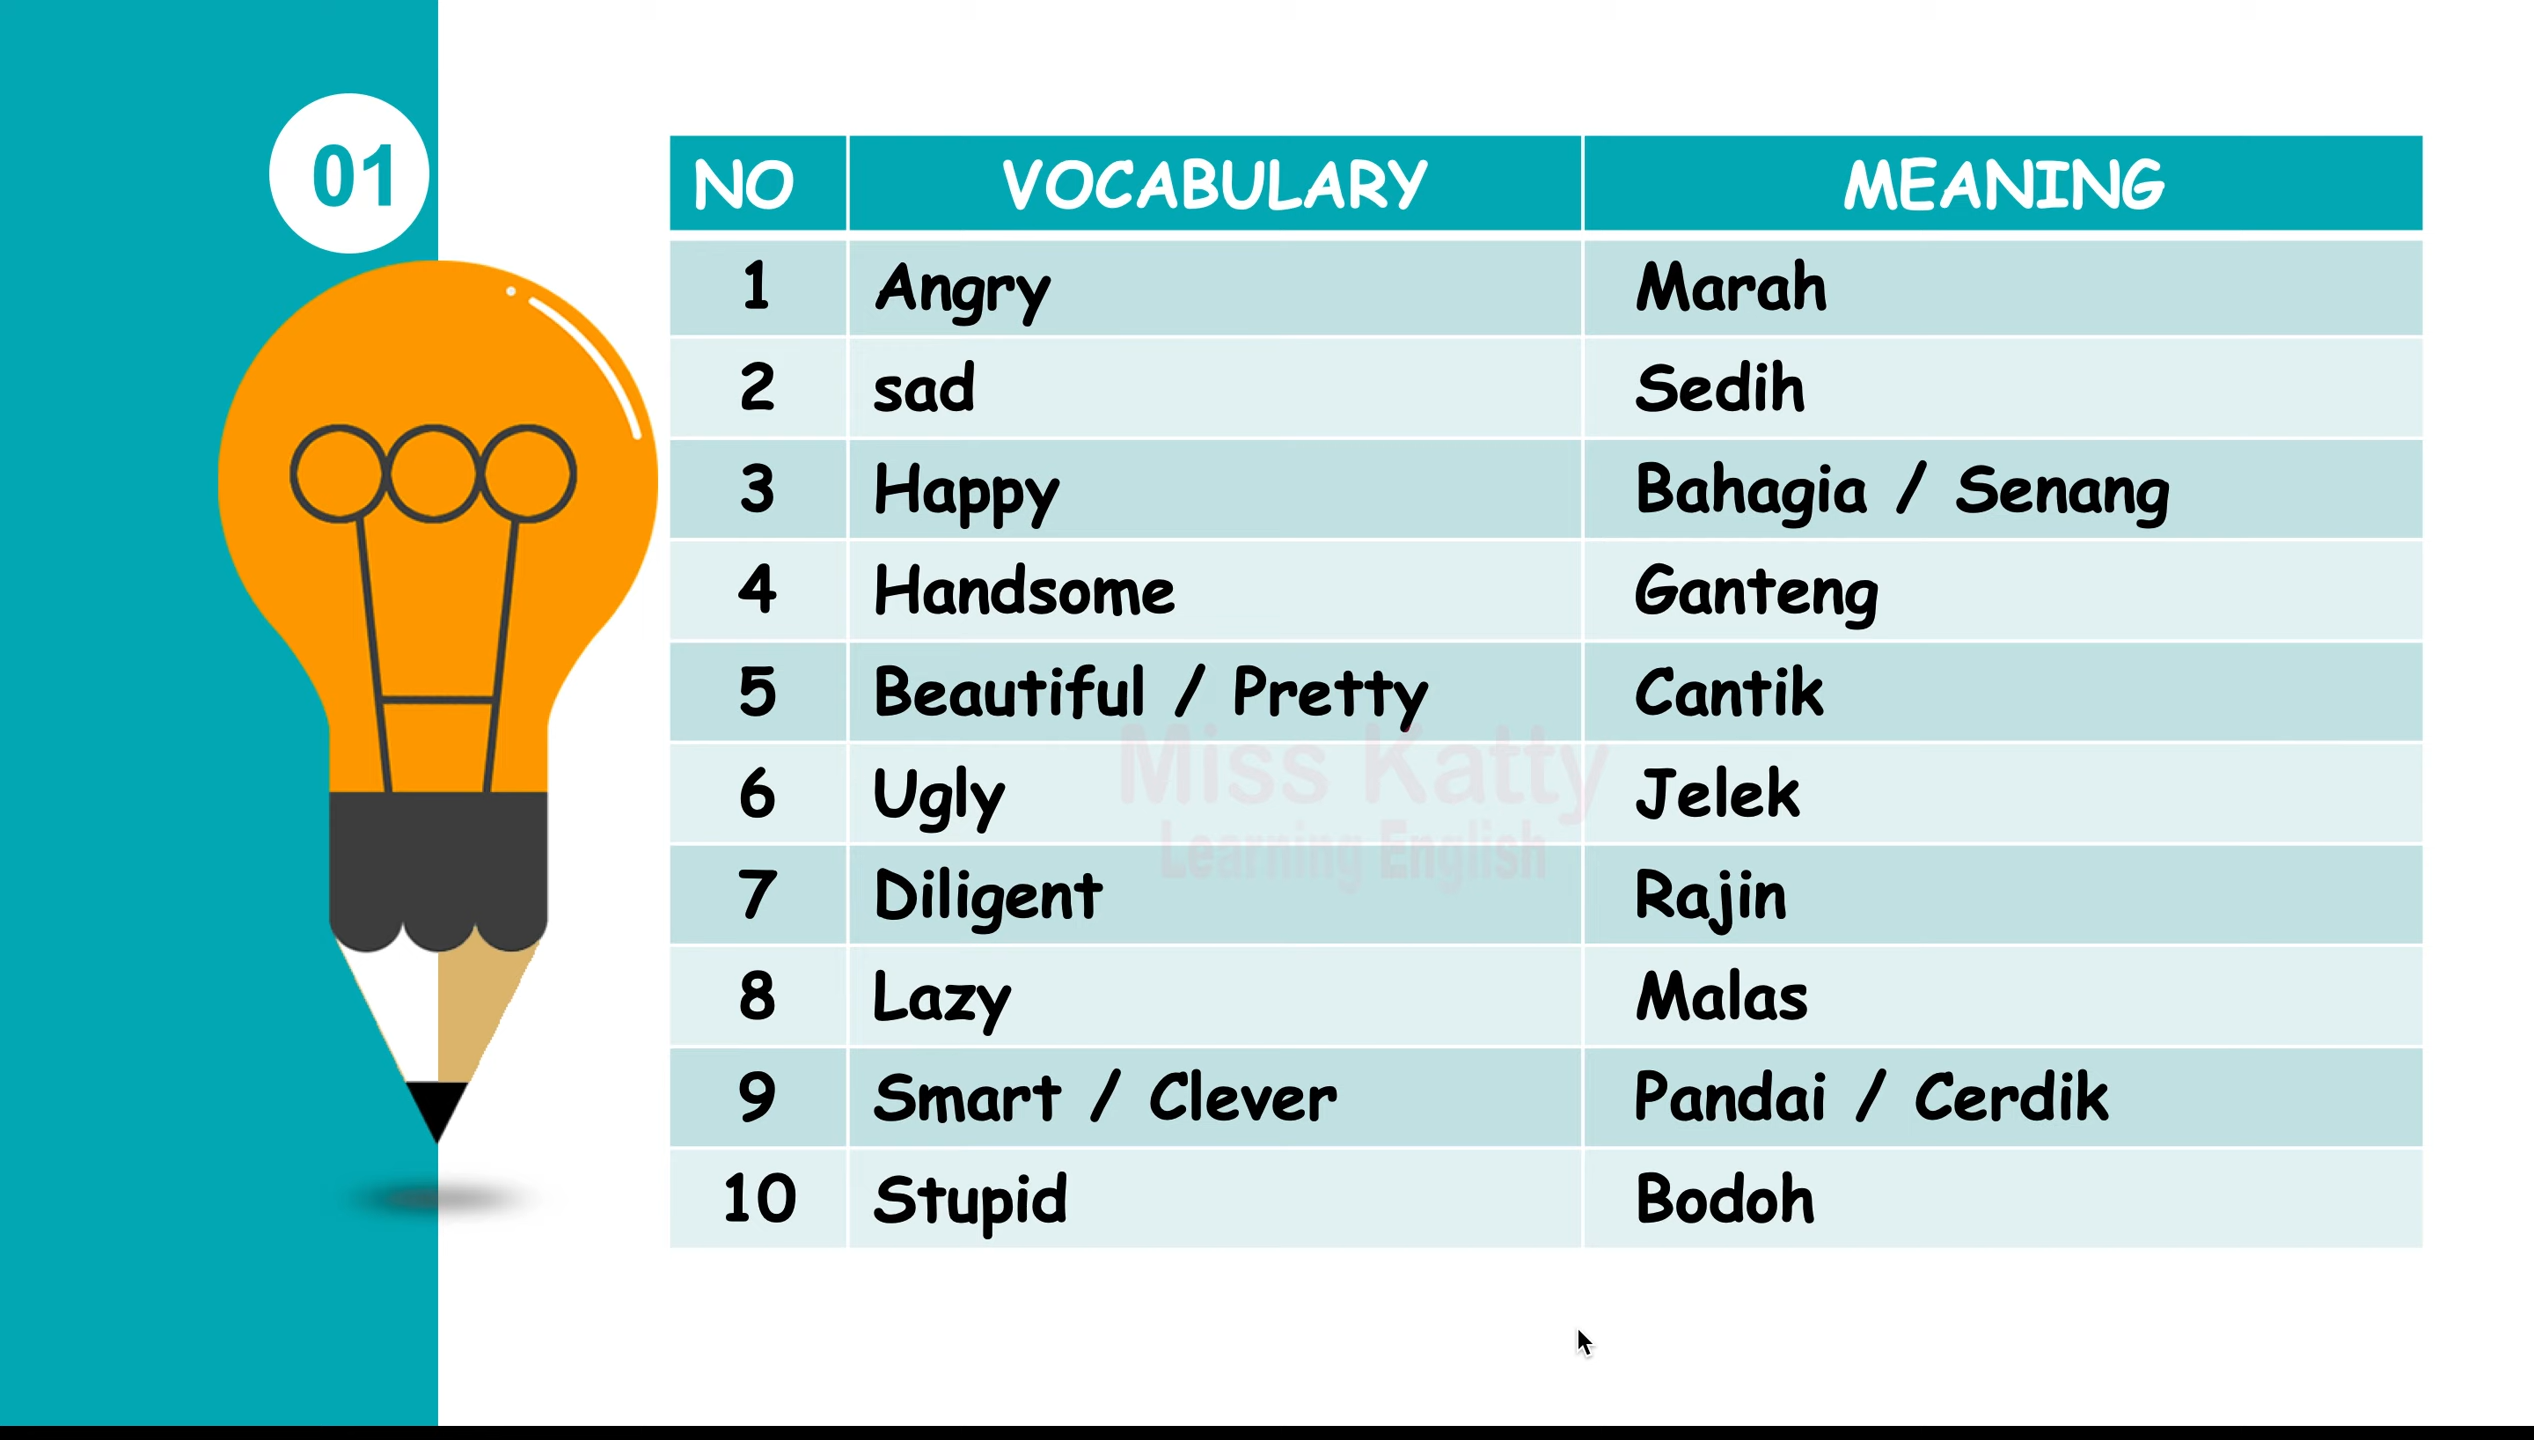 01
NO VOCABULARY MEANING
1 Angry Marah
2 sad Sedih
3 Happy Bahagia / Senang
4 Handsome Ganteng
5 Beautiful / Pretty Cantik
Miss Katty
6 Ugly Jelek
Learning English
7 Diligent Rajin
8 Lazy Malas
9 Smart / Clever Pandai / Cerdik
10 Stupid Bodoh